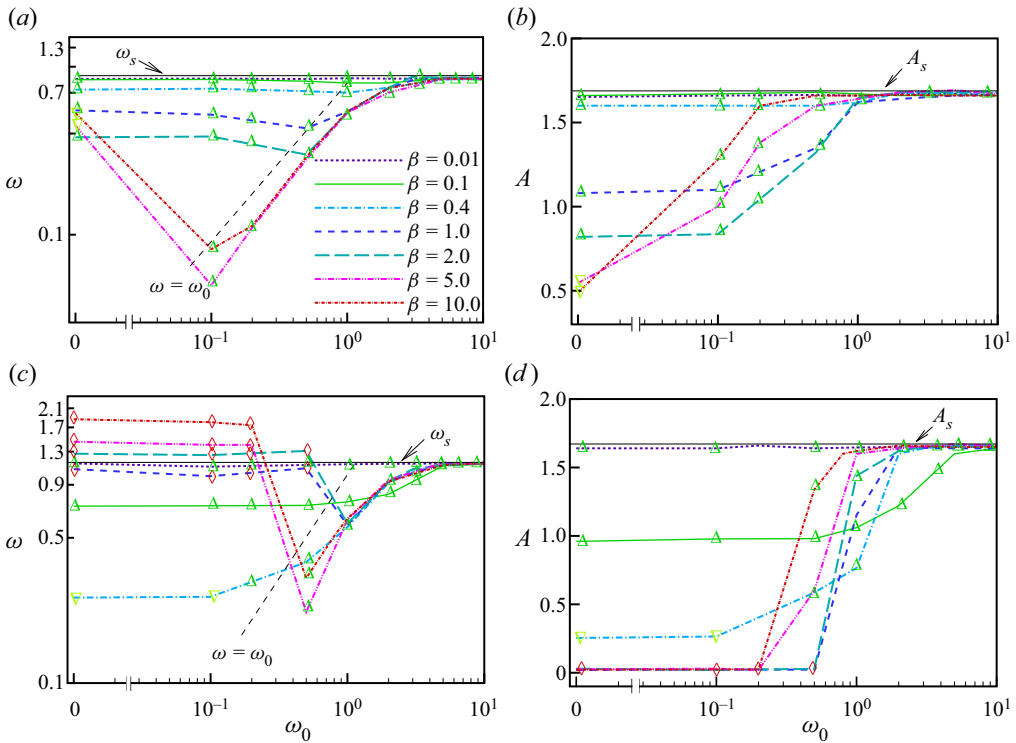 (a)
(b)
1.3
0.7
0.1
ω
ωs
ω = ω0
β = 0.01
β = 0.1
β = 0.4
β = 1.0
β = 2.0
β = 5.0
β = 10.0
0
10⁻¹
10⁰
10¹
2.0
1.5
1.0
0.5
A
As
0
10⁻¹
10⁰
10¹
(c)
(d)
2.1
1.7
1.3
0.9
0.5
0.1
ω
ωs
ω = ω0
0
10⁻¹
10⁰
10¹
ω0
2.0
1.5
1.0
0.5
0
A
As
0
10⁻¹
10⁰
10¹
ω0